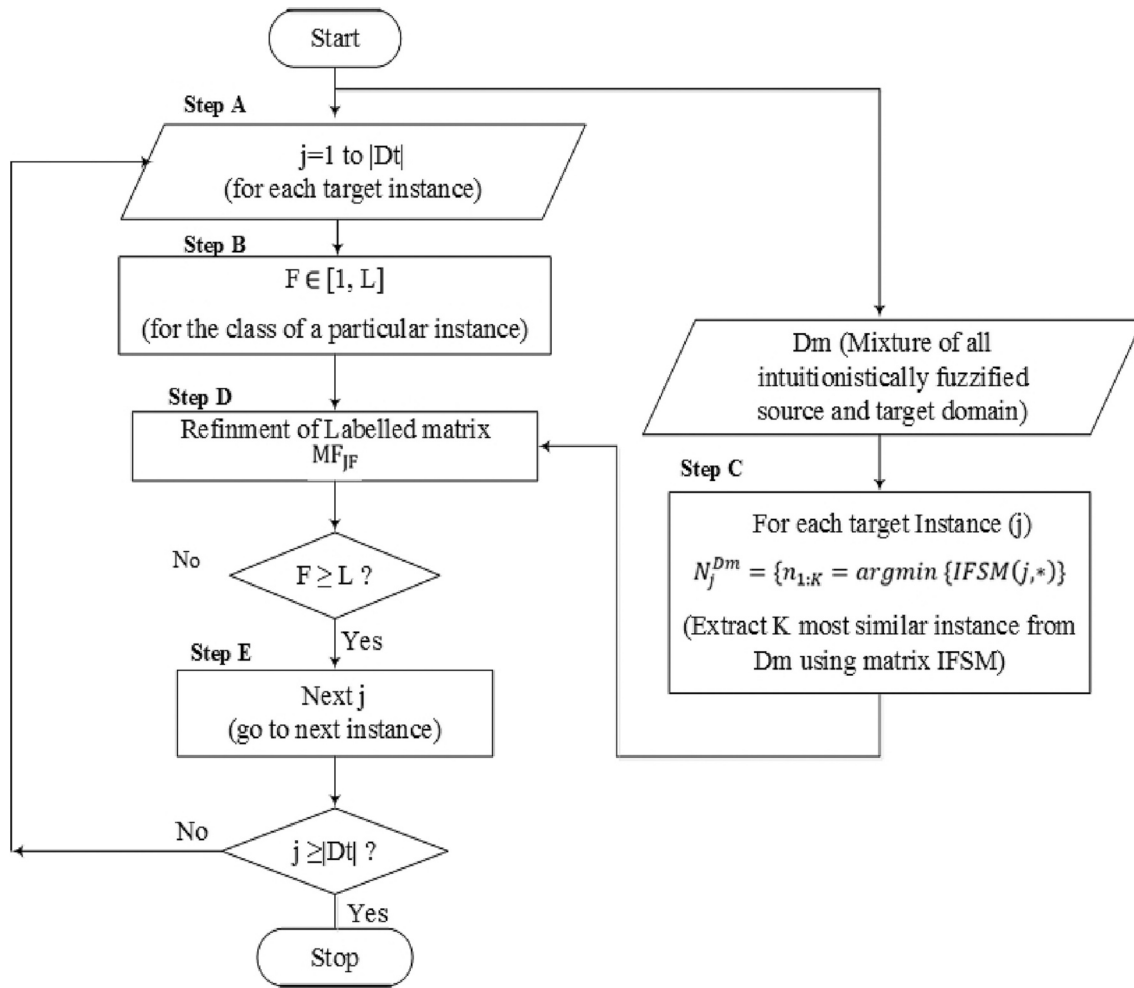 Start
Step A
j=1 to |Dt|
(for each target instance)
Step B
F ∈ [1, L]
(for the class of a particular instance)
Step D
Refinment of Labelled matrix
MF_JF
No
F ≥ L ?
Yes
Step E
Next j
(go to next instance)
No
j ≥|Dt| ?
Yes
Stop
Dm (Mixture of all
intuitionistically fuzzified
source and target domain)
Step C
For each target Instance (j)
N_j^{Dm} = {n_{1:K} = argmin {IFSM(j,*)}
(Extract K most similar instance from
Dm using matrix IFSM)